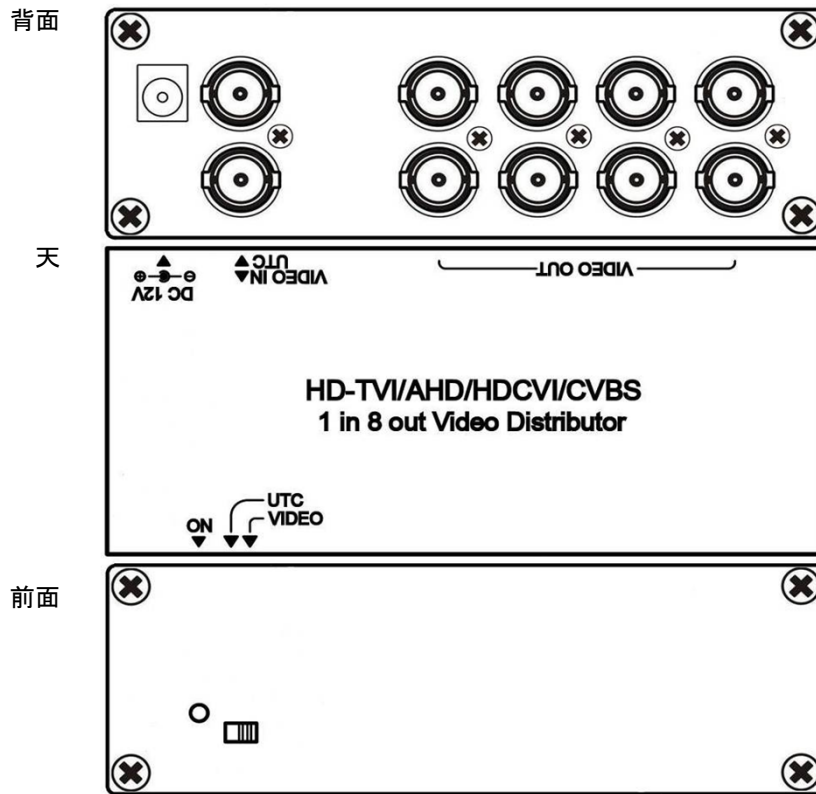 背面
天
DC 12V
UTC
VIDEO IN
VIDEO OUT
HD-TVI/AHD/HDCVI/CVBS
1 in 8 out Video Distributor
UTC
VIDEO
ON
前面